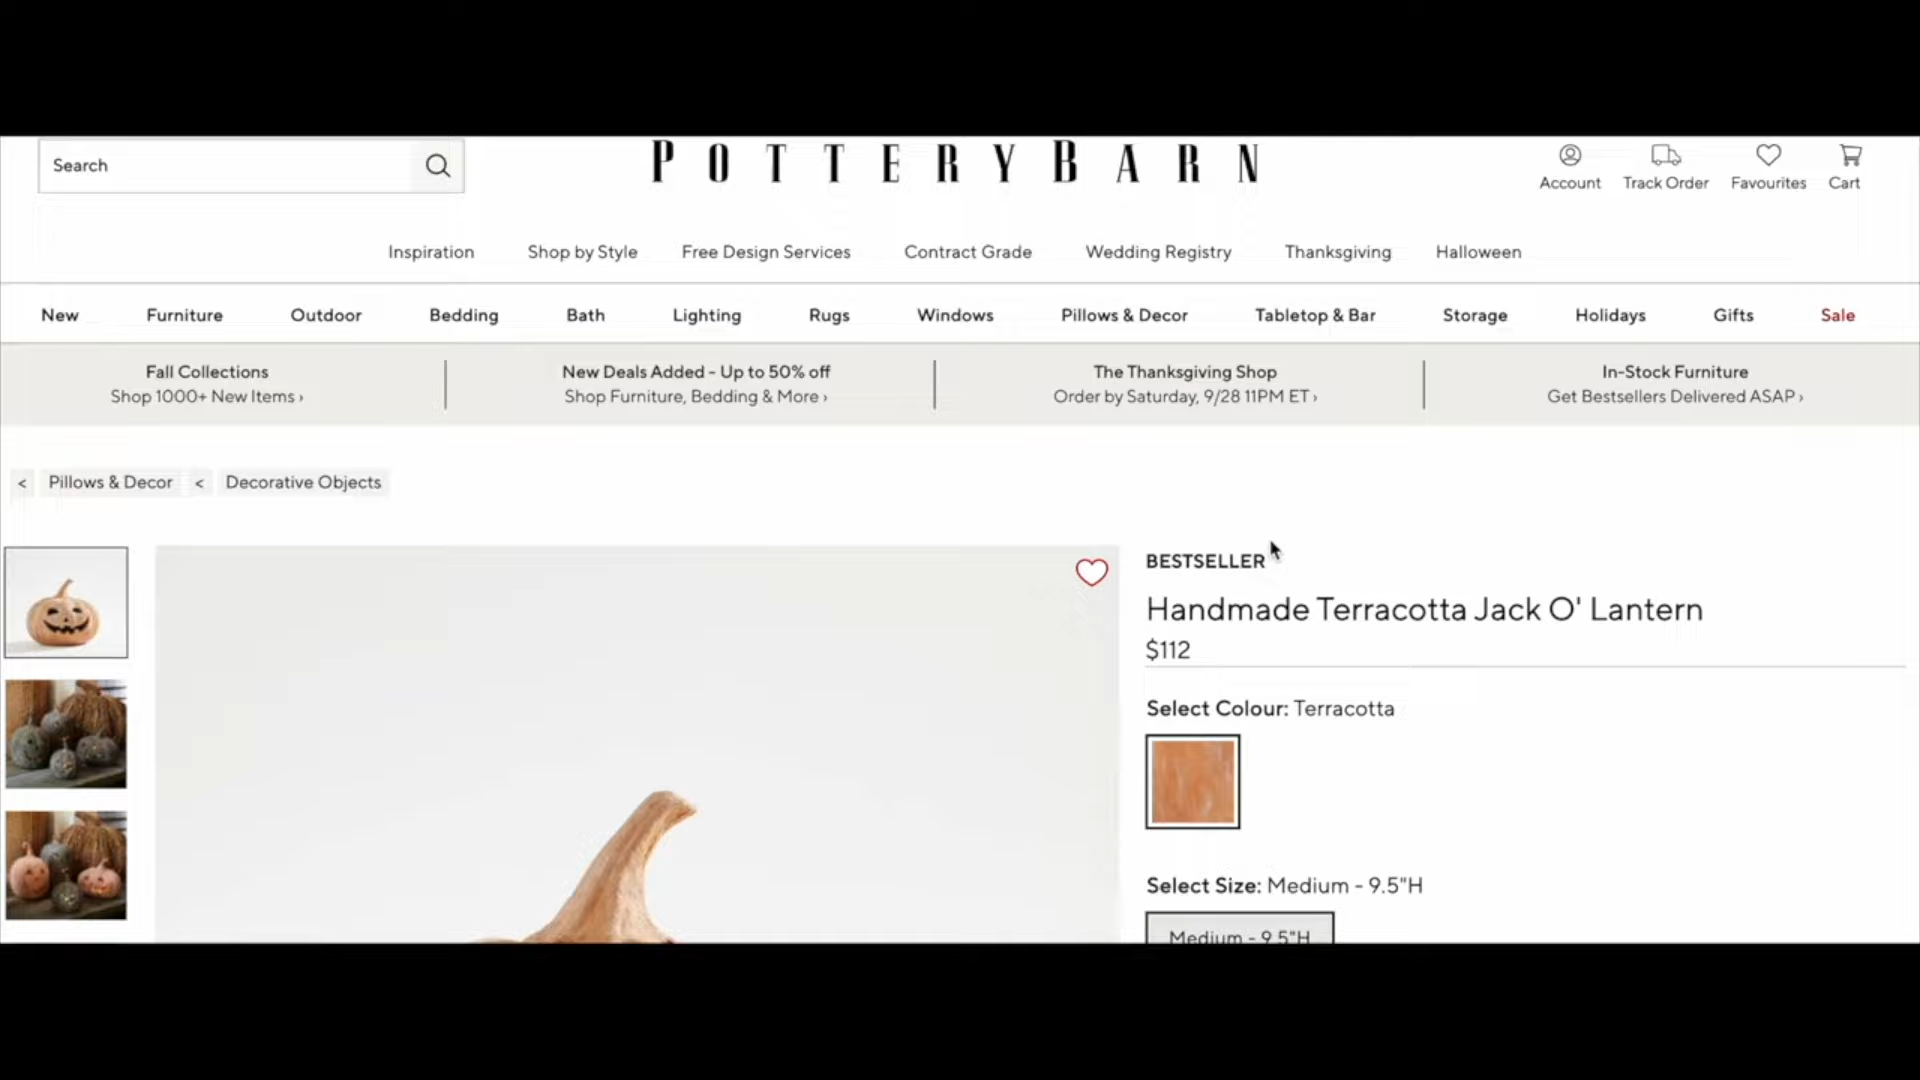 Search
POTTERYBARN
Account
Track Order
Favourites
Cart
Inspiration
Shop by Style
Free Design Services
Contract Grade
Wedding Registry
Thanksgiving
Halloween
New
Furniture
Outdoor
Bedding
Bath
Lighting
Rugs
Windows
Pillows & Decor
Tabletop & Bar
Storage
Holidays
Gifts
Sale
Fall Collections
Shop 1000+ New Items ›
New Deals Added - Up to 50% off
Shop Furniture, Bedding & More ›
The Thanksgiving Shop
Order by Saturday, 9/28 11PM ET ›
In-Stock Furniture
Get Bestsellers Delivered ASAP ›
< Pillows & Decor < Decorative Objects
BESTSELLER
Handmade Terracotta Jack O' Lantern
$112
Select Colour: Terracotta
Select Size: Medium - 9.5"H
Medium - 9.5"H